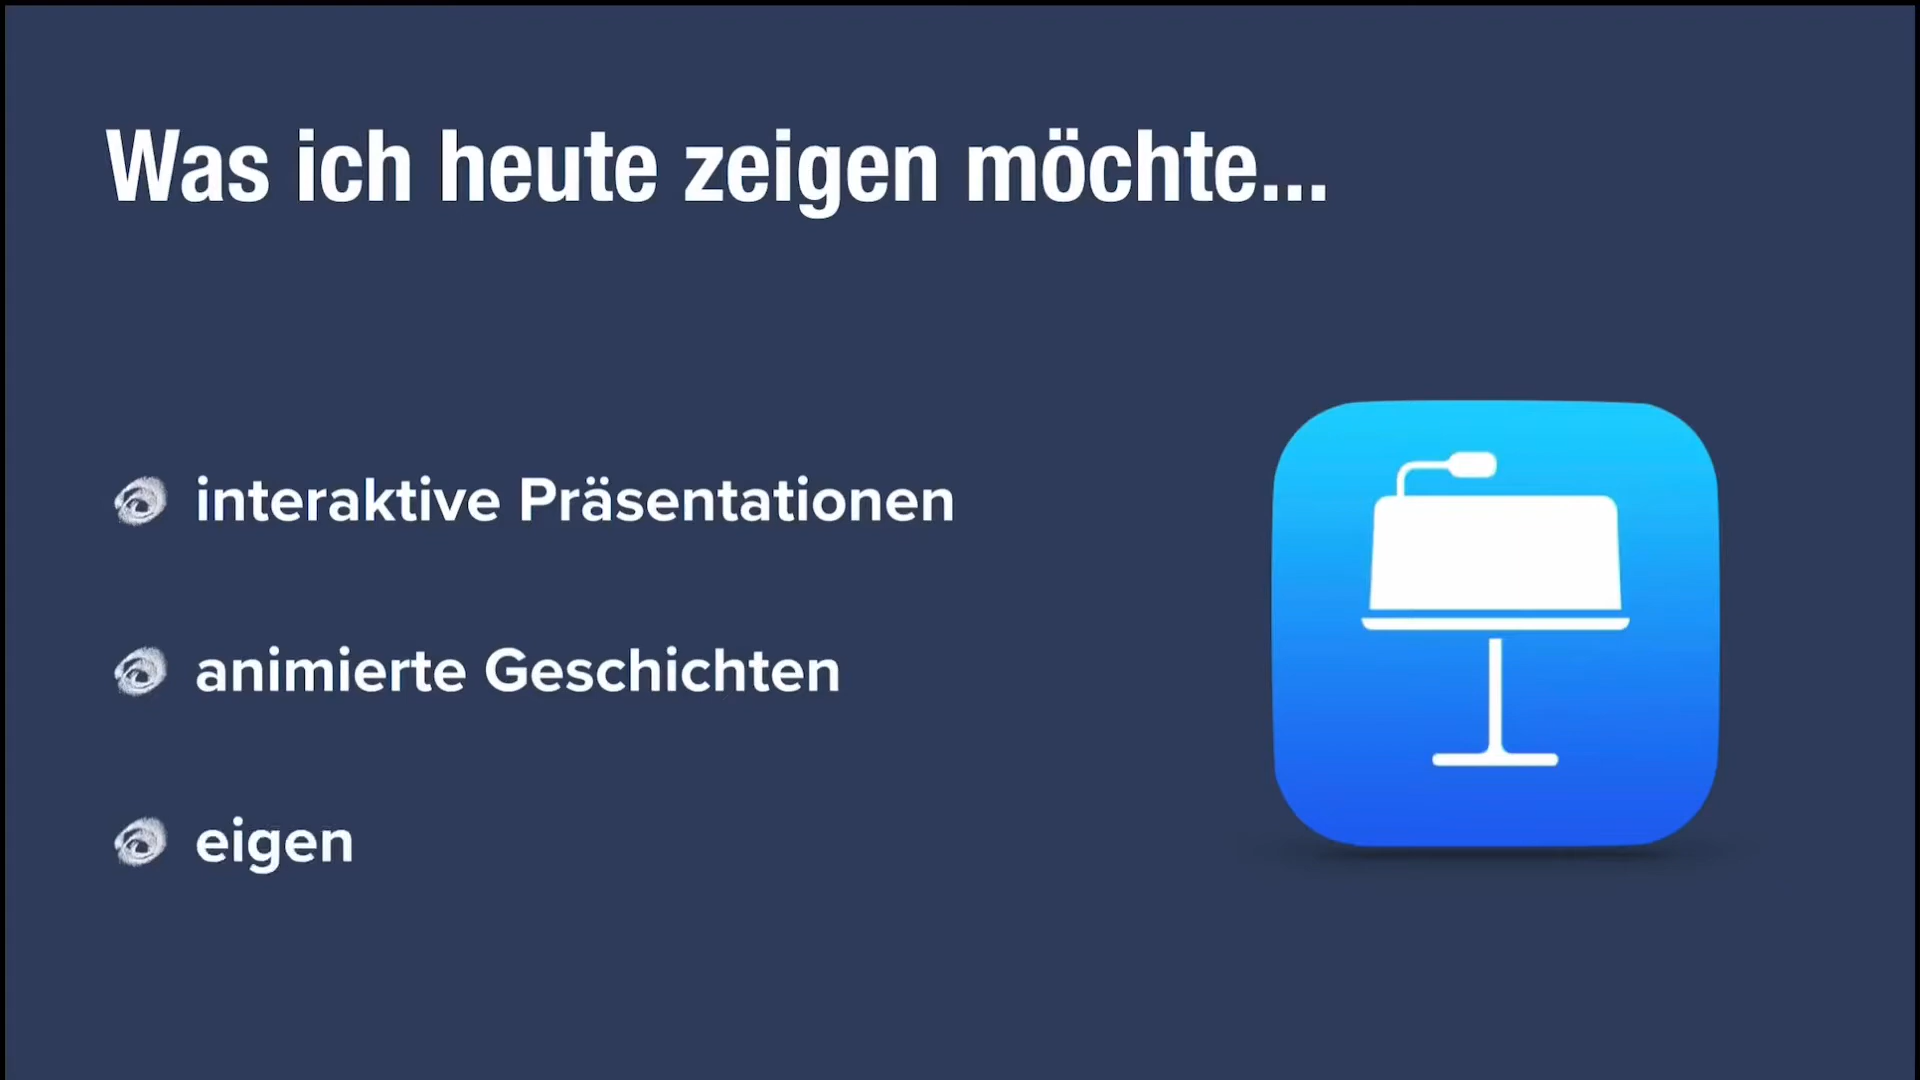 Was ich heute zeigen möchte...
interaktive Präsentationen
animierte Geschichten
eigen